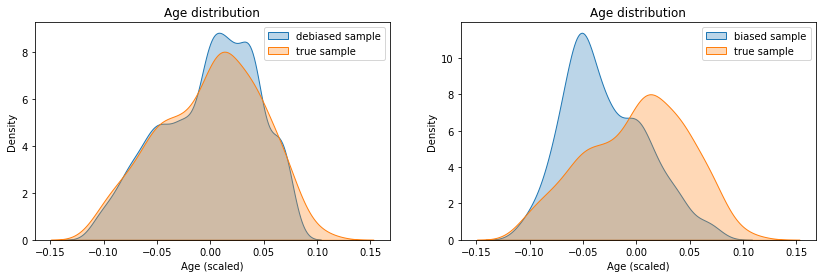 Age distribution
debiased sample
true sample
8
6
4
2
0
Density
−0.15
−0.10
−0.05
0.00
0.05
0.10
0.15
Age (scaled)
Age distribution
biased sample
true sample
10
8
6
4
2
0
Density
−0.15
−0.10
−0.05
0.00
0.05
0.10
0.15
Age (scaled)